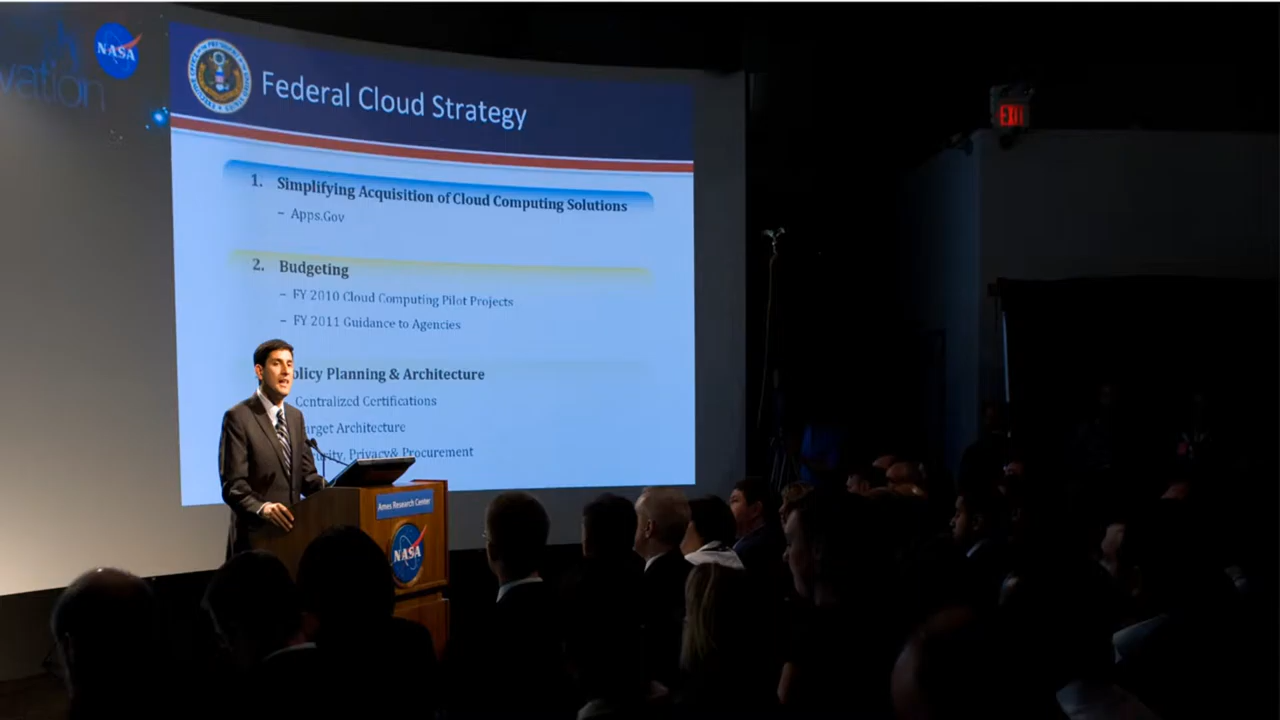 NASA
vation
Federal Cloud Strategy
1. Simplifying Acquisition of Cloud Computing Solutions
– Apps.Gov
2. Budgeting
– FY 2010 Cloud Computing Pilot Projects
– FY 2011 Guidance to Agencies
olicy Planning & Architecture
Centralized Certifications
rget Architecture
urity, Privacy& Procurement
EXIT
Ames Research Center
NASA